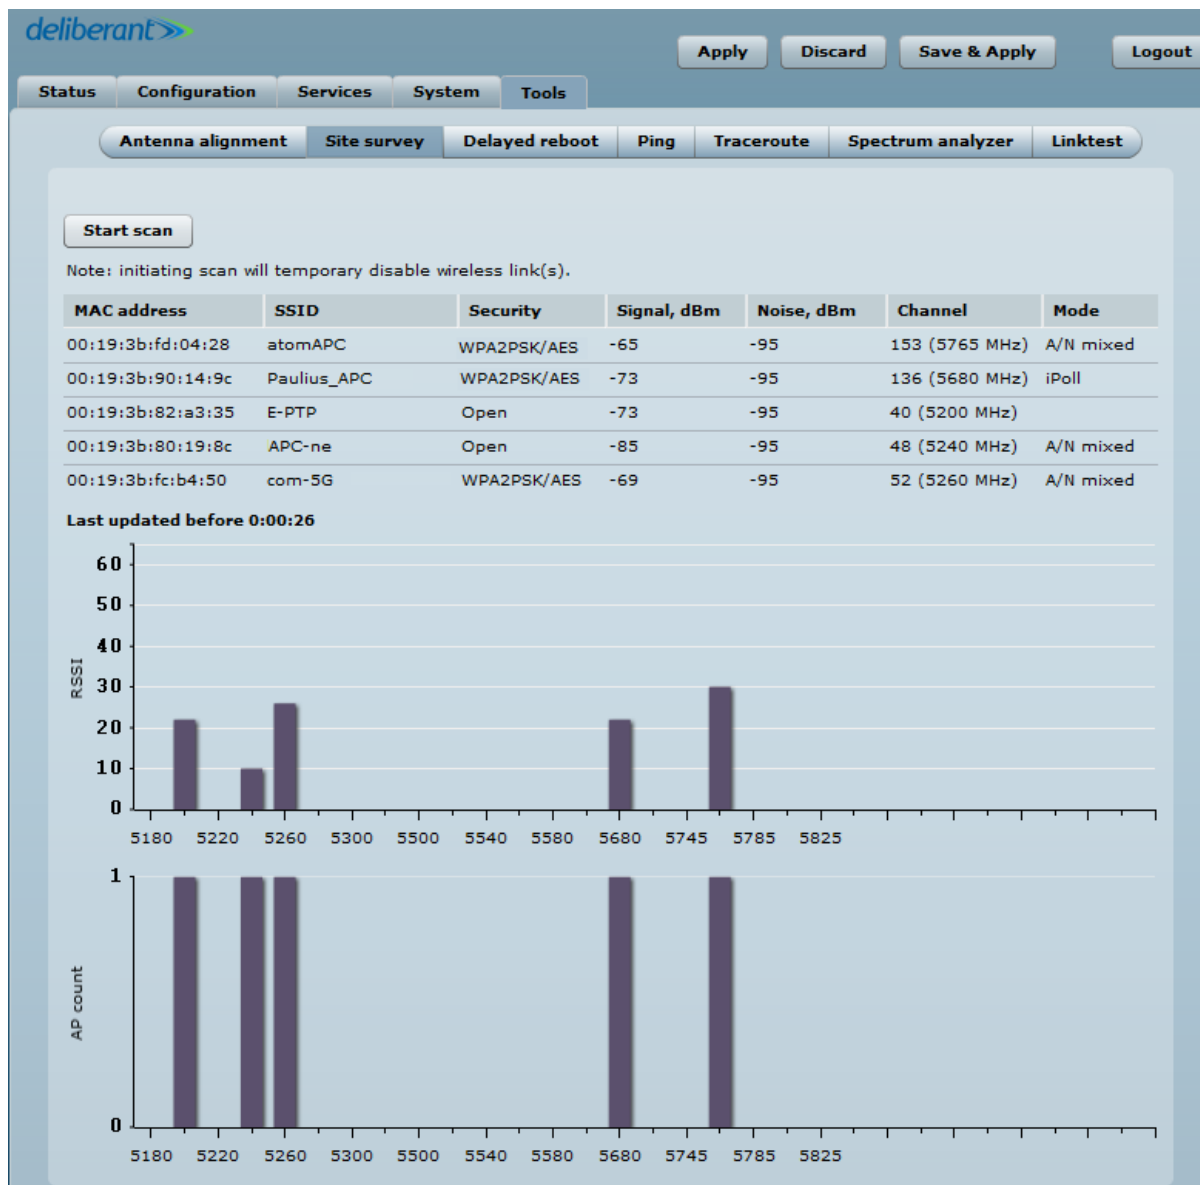 deliberant
Apply Discard Save & Apply Logout
Status Configuration Services System Tools
Antenna alignment Site survey Delayed reboot Ping Traceroute Spectrum analyzer Linktest
Start scan
Note: initiating scan will temporary disable wireless link(s).
MAC address SSID Security Signal, dBm Noise, dBm Channel Mode
00:19:3b:fd:04:28 atomAPC WPA2PSK/AES -65 -95 153 (5765 MHz) A/N mixed
00:19:3b:90:14:9c Paulius_APC WPA2PSK/AES -73 -95 136 (5680 MHz) iPoll
00:19:3b:82:a3:35 E-PTP Open -73 -95 40 (5200 MHz)
00:19:3b:80:19:8c APC-ne Open -85 -95 48 (5240 MHz) A/N mixed
00:19:3b:fc:b4:50 com-5G WPA2PSK/AES -69 -95 52 (5260 MHz) A/N mixed
Last updated before 0:00:26
60
50
40
RSSI
30
20
10
0
5180 5220 5260 5300 5500 5540 5580 5680 5745 5785 5825
1
AP count
0
5180 5220 5260 5300 5500 5540 5580 5680 5745 5785 5825